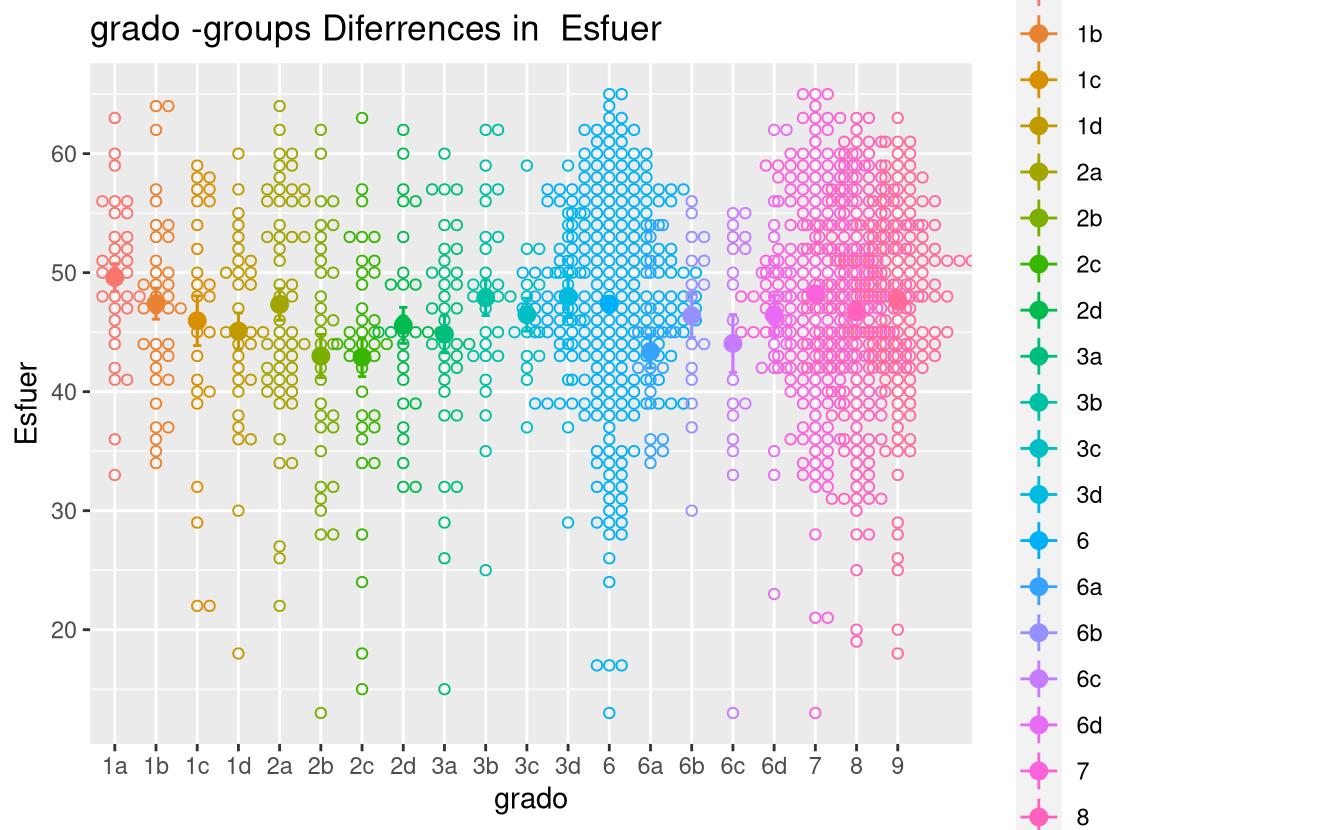 grado -groups Diferrences in  Esfuer
Esfuer
60
50
40
30
20
1a 1b 1c 1d 2a 2b 2c 2d 3a 3b 3c 3d 6 6a 6b 6c 6d 7 8 9
grado
1b
1c
1d
2a
2b
2c
2d
3a
3b
3c
3d
6
6a
6b
6c
6d
7
8